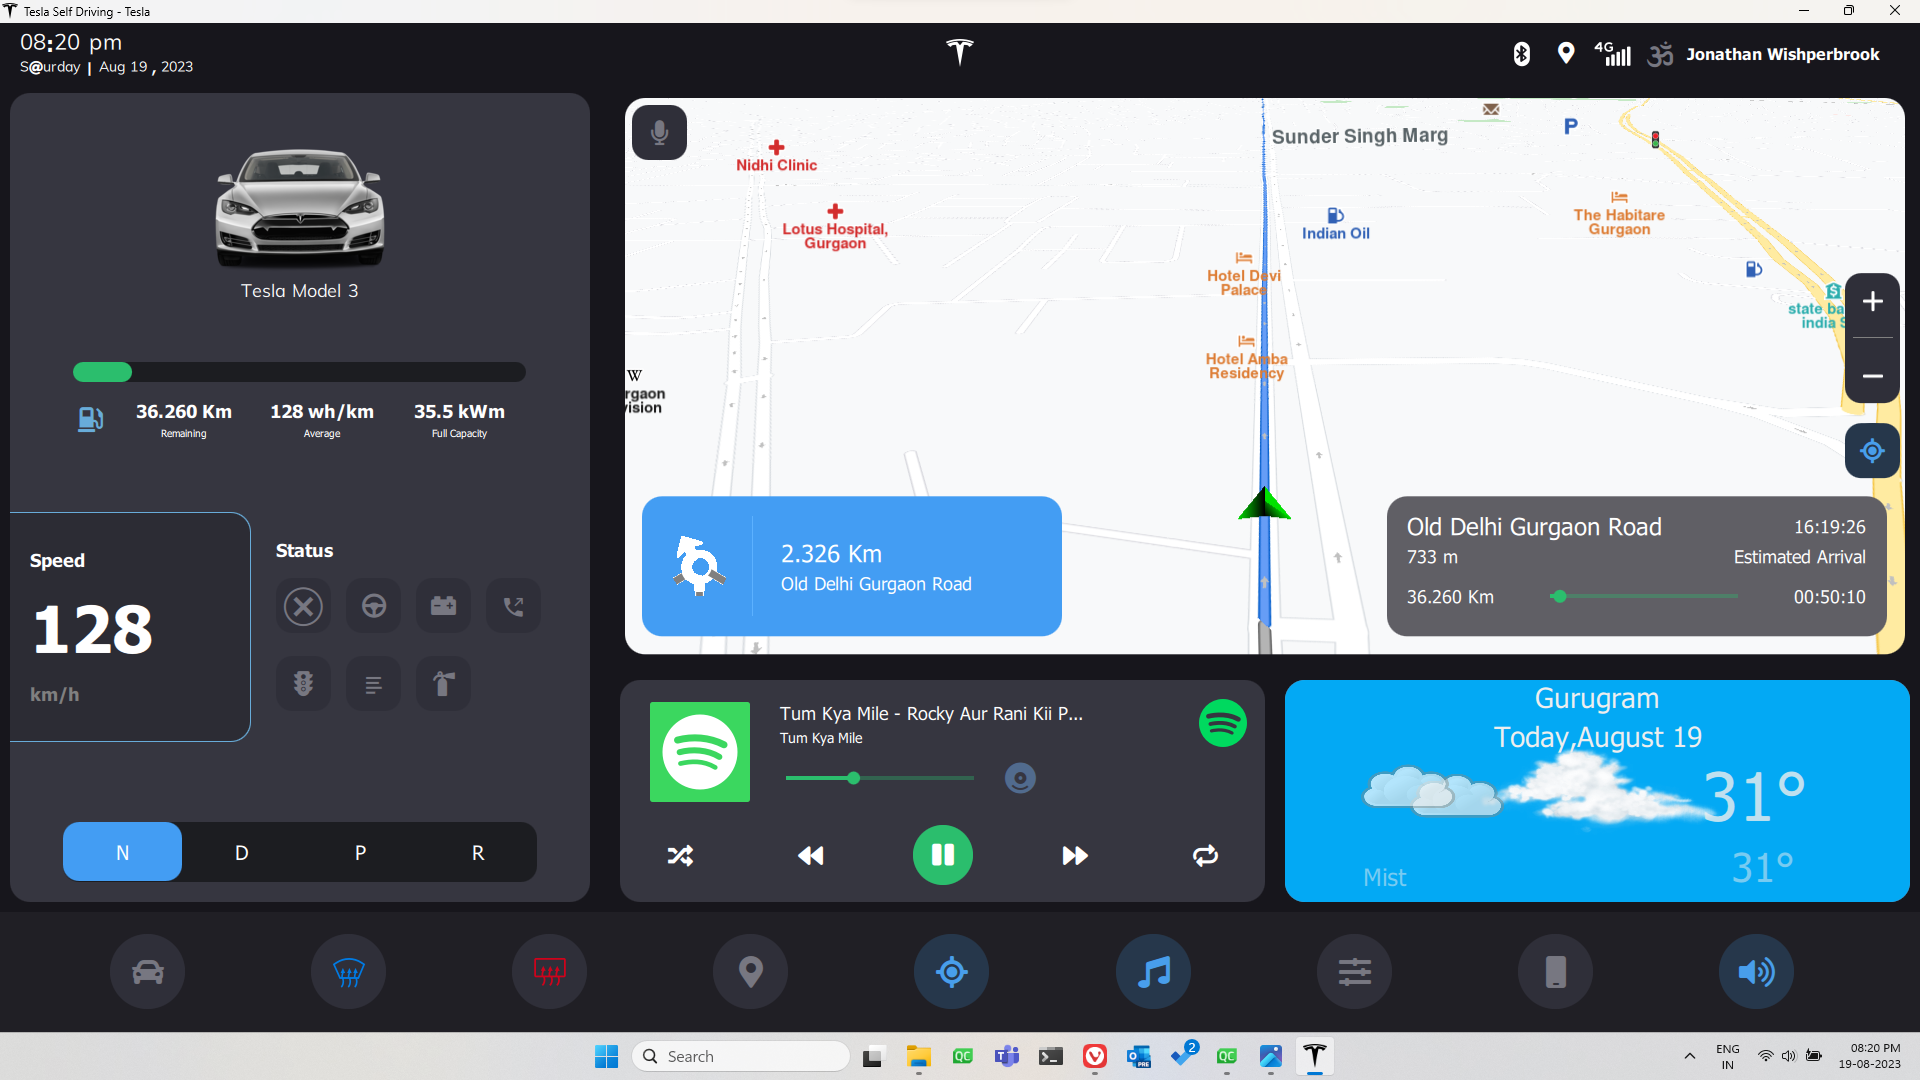 Tesla Self Driving - Tesla
08:20 pm
S@urday | Aug 19 , 2023
4G
Jonathan Wishperbrook
Tesla Model 3
36.260 Km
Remaining
128 wh/km
Average
35.5 kWm
Full Capacity
Speed
128
km/h
Status
N D P R
Sunder Singh Marg
P
Nidhi Clinic
Lotus Hospital,
Gurgaon
Indian Oil
The Habitare
Gurgaon
Hotel Devi
Palace
state ba
india S
Hotel Amba
Residency
W
rgaon
ision
2.326 Km
Old Delhi Gurgaon Road
Old Delhi Gurgaon Road
16:19:26
733 m
Estimated Arrival
36.260 Km
00:50:10
Tum Kya Mile - Rocky Aur Rani Kii P...
Tum Kya Mile
Gurugram
Today,August 19
31°
31°
Mist
Search
QC
PRE
2
QC
ENG
IN
08:20 PM
19-08-2023